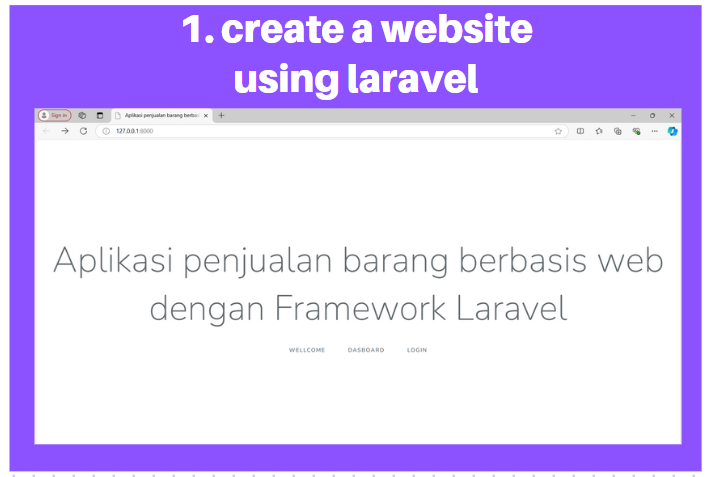 1. create a website
using laravel
Sign in
Aplikasi penjualan barang berbas
127.0.0.1:8000
Aplikasi penjualan barang berbasis web
dengan Framework Laravel
WELLCOME DASBOARD LOGIN